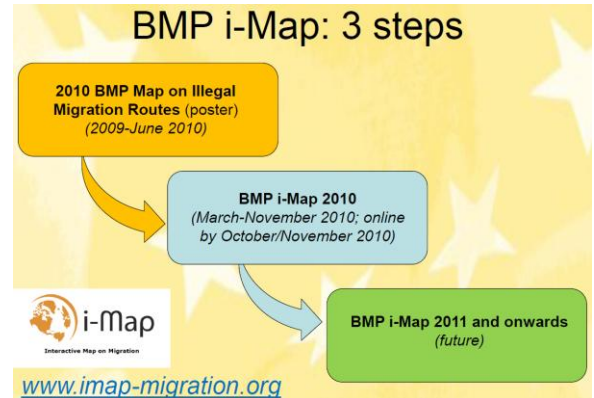 BMP i-Map: 3 steps
2010 BMP Map on Illegal
Migration Routes (poster)
(2009-June 2010)
BMP i-Map 2010
(March-November 2010; online
by October/November 2010)
BMP i-Map 2011 and onwards
(future)
i-Map
Interactive Map on Migration
www.imap-migration.org